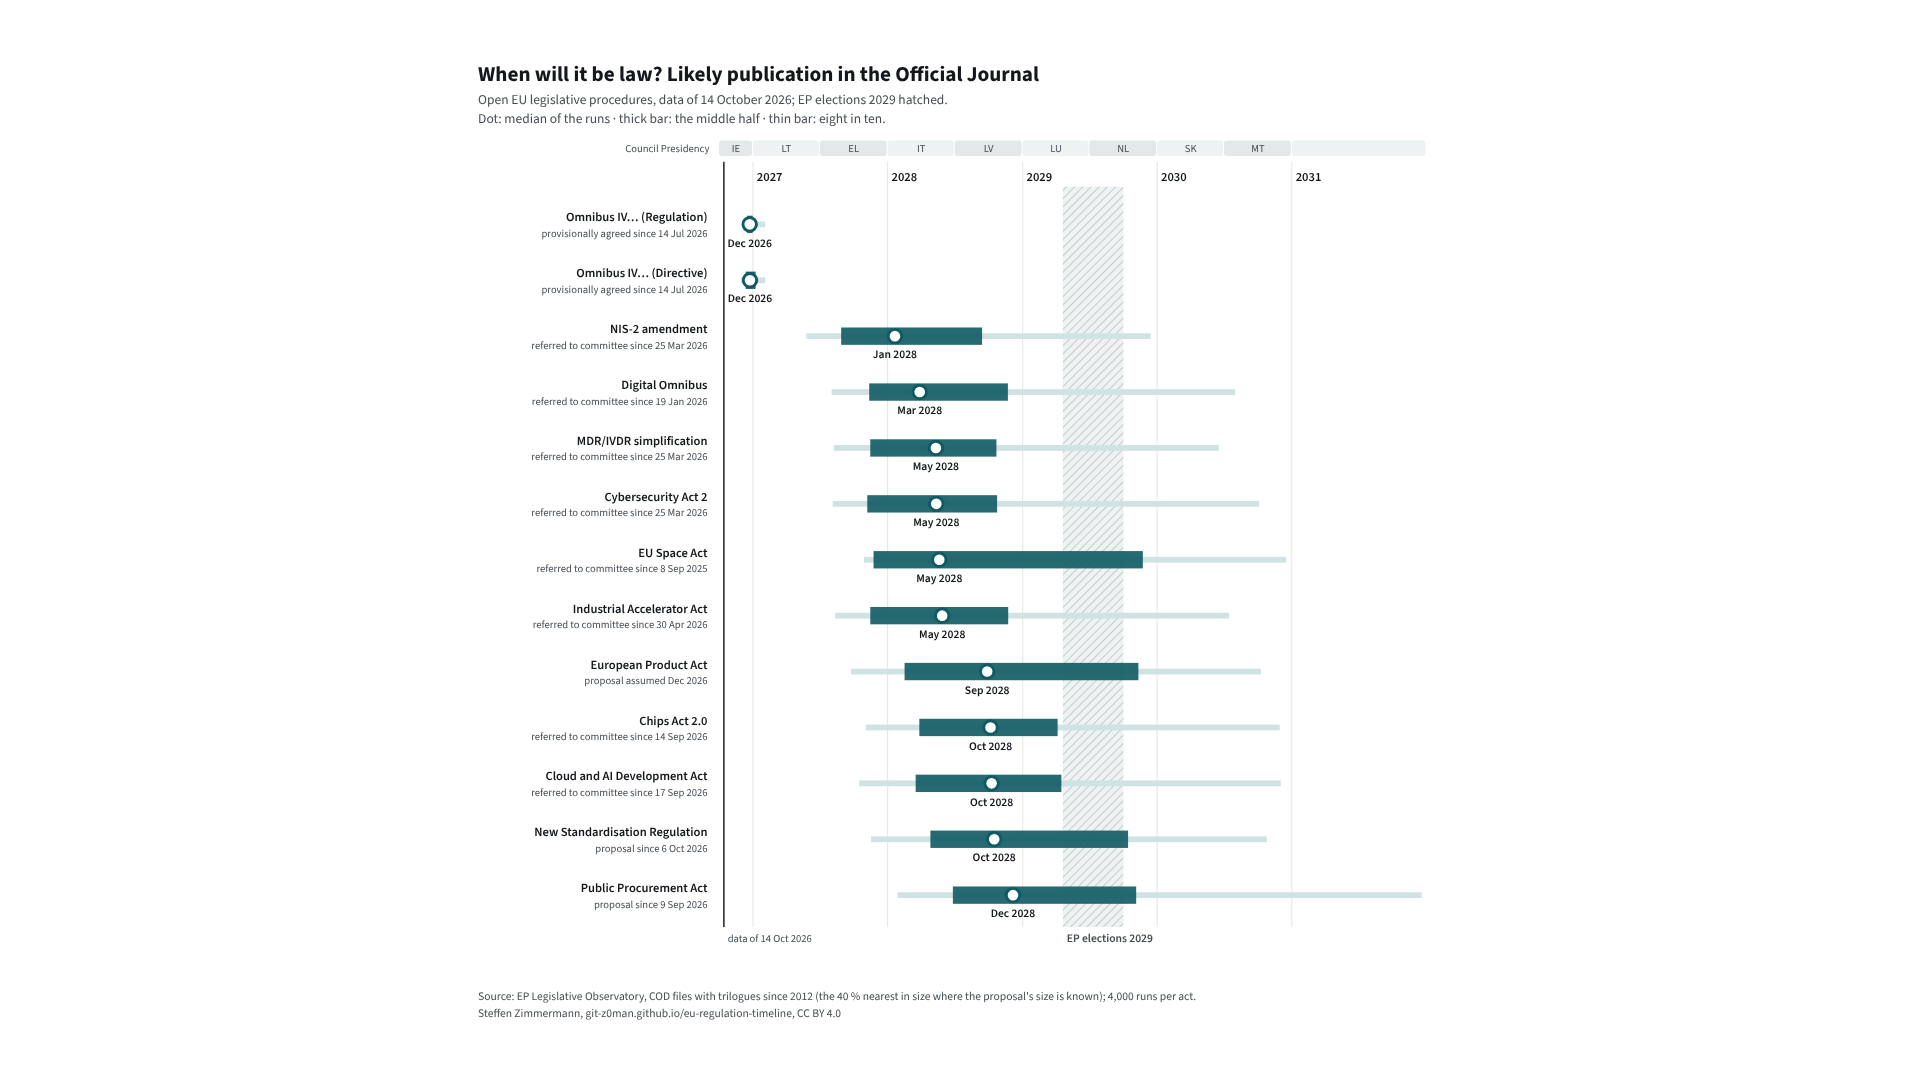 When will it be law? Likely publication in the Official Journal
Open EU legislative procedures, data of 14 October 2026; EP elections 2029 hatched.
Dot: median of the runs · thick bar: the middle half · thin bar: eight in ten.
Council Presidency IE LT EL IT LV LU NL SK MT
2027 2028 2029 2030 2031
Omnibus IV… (Regulation)
provisionally agreed since 14 Jul 2026
Dec 2026
Omnibus IV… (Directive)
provisionally agreed since 14 Jul 2026
Dec 2026
NIS-2 amendment
referred to committee since 25 Mar 2026
Jan 2028
Digital Omnibus
referred to committee since 19 Jan 2026
Mar 2028
MDR/IVDR simplification
referred to committee since 25 Mar 2026
May 2028
Cybersecurity Act 2
referred to committee since 25 Mar 2026
May 2028
EU Space Act
referred to committee since 8 Sep 2025
May 2028
Industrial Accelerator Act
referred to committee since 30 Apr 2026
May 2028
European Product Act
proposal assumed Dec 2026
Sep 2028
Chips Act 2.0
referred to committee since 14 Sep 2026
Oct 2028
Cloud and AI Development Act
referred to committee since 17 Sep 2026
Oct 2028
New Standardisation Regulation
proposal since 6 Oct 2026
Oct 2028
Public Procurement Act
proposal since 9 Sep 2026
Dec 2028
data of 14 Oct 2026 EP elections 2029
Source: EP Legislative Observatory, COD files with trilogues since 2012 (the 40 % nearest in size where the proposal's size is known); 4,000 runs per act.
Steffen Zimmermann, git-z0man.github.io/eu-regulation-timeline, CC BY 4.0